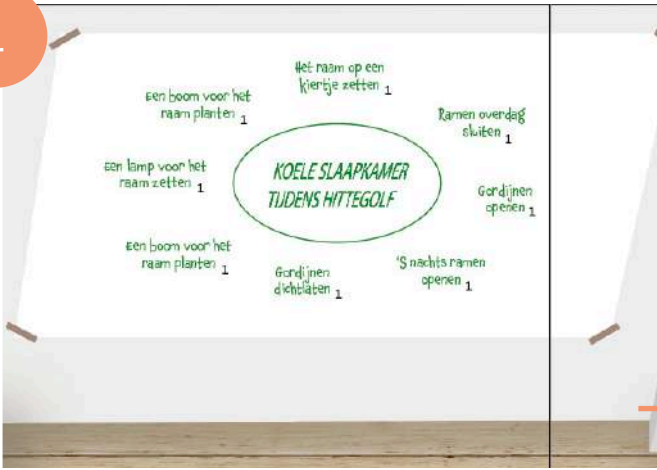 Het raam op een
kiertje zetten 1
Een boom voor het
raam planten 1
Ramen overdag
sluiten 1
Een lamp voor het
raam zetten 1
KOELE SLAAPKAMER
TIJDENS HITTEGOLF
Gordijnen
openen 1
Een boom voor het
raam planten 1
Gordijnen
dichtlaten 1
'S nachts ramen
openen 1